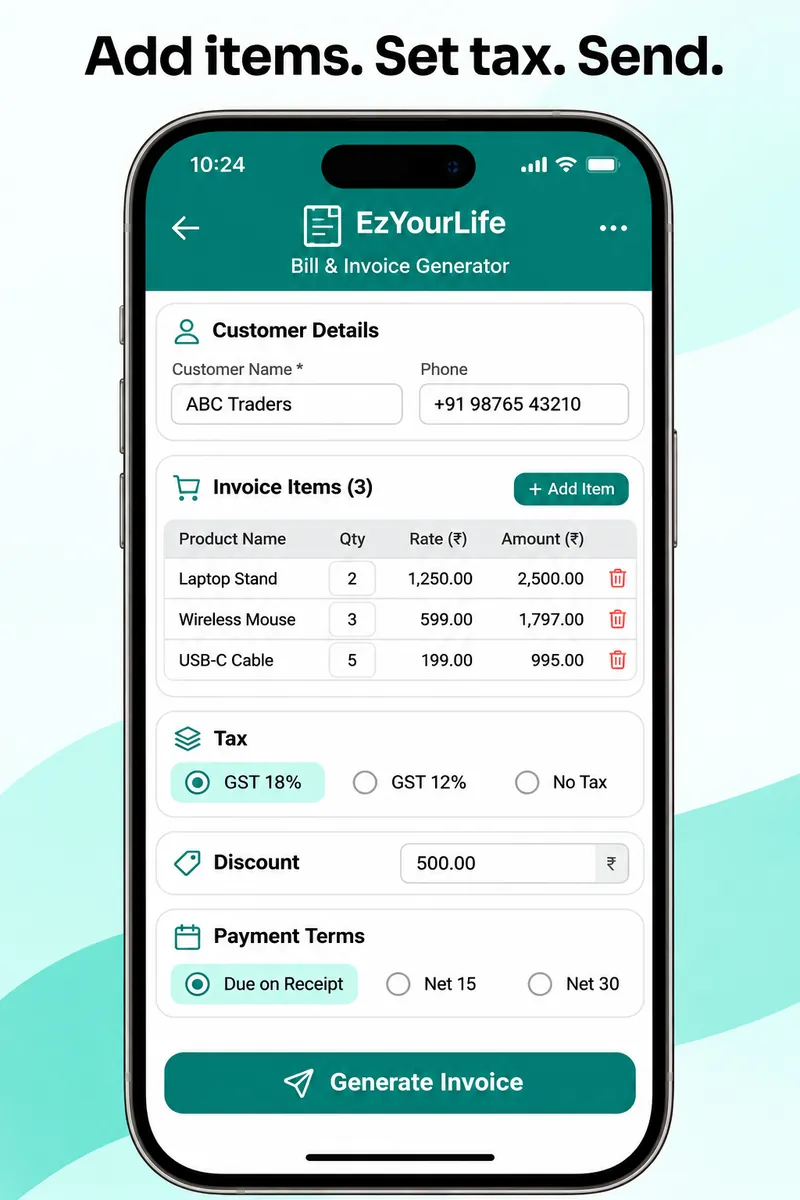 Add items. Set tax. Send.
10:24
EzYourLife
Bill & Invoice Generator
Customer Details
Customer Name * Phone
ABC Traders +91 98765 43210
Invoice Items (3) + Add Item
Product Name Qty Rate (₹) Amount (₹)
Laptop Stand 2 1,250.00 2,500.00
Wireless Mouse 3 599.00 1,797.00
USB-C Cable 5 199.00 995.00
Tax
GST 18% GST 12% No Tax
Discount 500.00 ₹
Payment Terms
Due on Receipt Net 15 Net 30
Generate Invoice